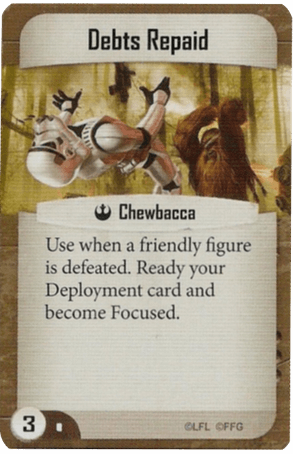 Debts Repaid
Chewbacca
Use when a friendly figure
is defeated. Ready your
Deployment card and
become Focused.
3
©LFL ©FFG